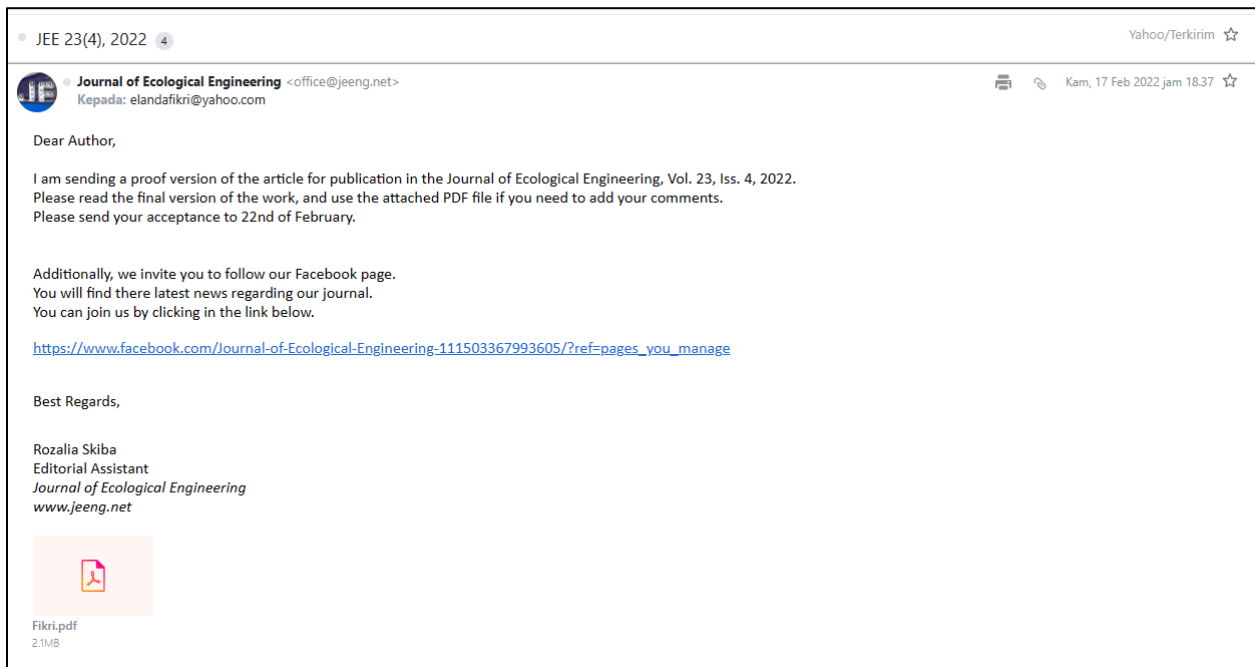 JEE 23(4), 2022 4
Yahoo/Terkirim
Journal of Ecological Engineering <office@jeeng.net>
Kam, 17 Feb 2022 jam 18.37
Kepada: elandafikri@yahoo.com
Dear Author,
I am sending a proof version of the article for publication in the Journal of Ecological Engineering, Vol. 23, Iss. 4, 2022.
Please read the final version of the work, and use the attached PDF file if you need to add your comments.
Please send your acceptance to 22nd of February.
Additionally, we invite you to follow our Facebook page.
You will find there latest news regarding our journal.
You can join us by clicking in the link below.
https://www.facebook.com/Journal-of-Ecological-Engineering-111503367993605/?ref=pages_you_manage
Best Regards,
Rozalia Skiba
Editorial Assistant
Journal of Ecological Engineering
www.jeeng.net
Fikri.pdf
2.1MB